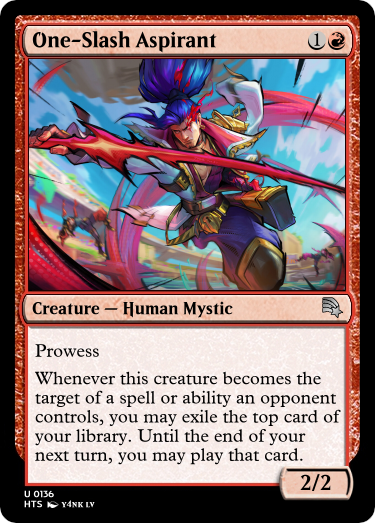 One-Slash Aspirant 1
Creature — Human Mystic
Prowess
Whenever this creature becomes the
target of a spell or ability an opponent
controls, you may exile the top card of
your library. Until the end of your
next turn, you may play that card.
2/2
U 0136
HTS Y4NK LV